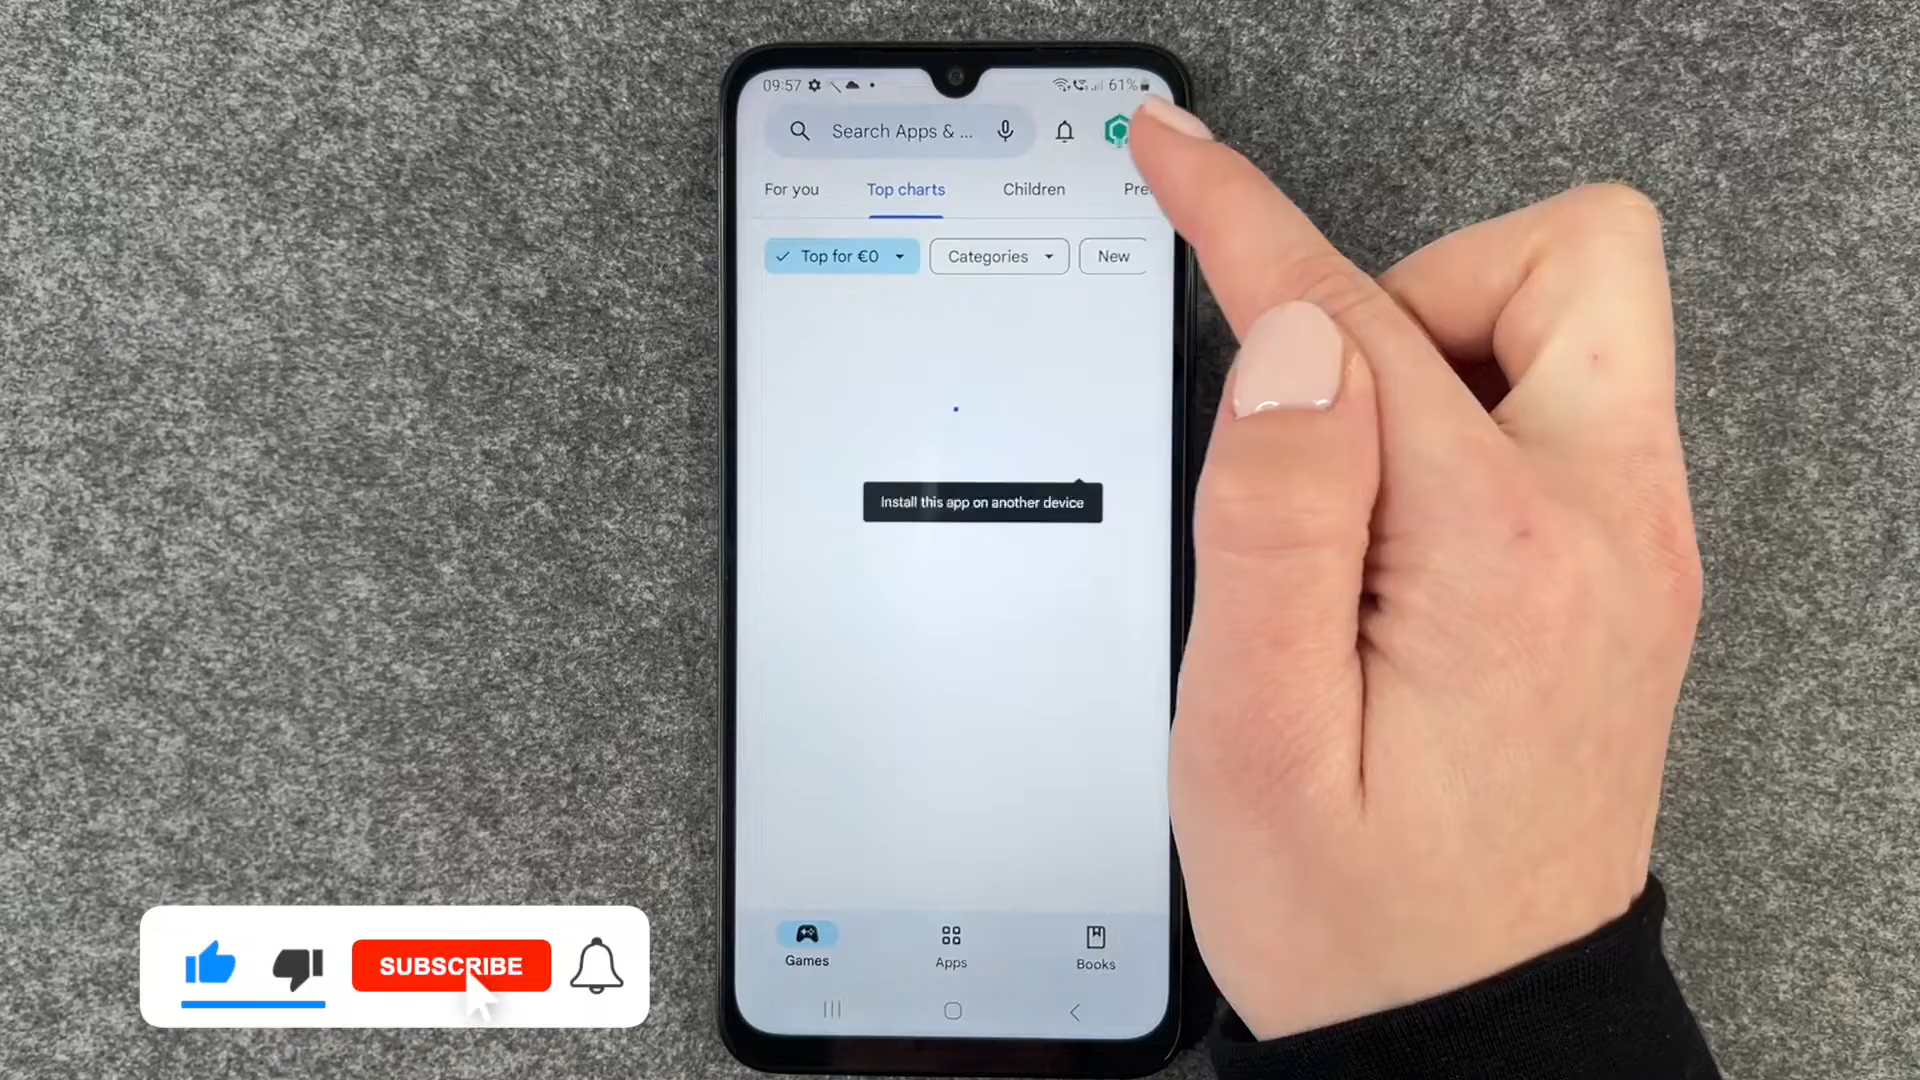 09:57
61%
Search Apps & ...
For you
Top charts
Children
Pre
Top for €0
Categories
New
Install this app on another device
Games
Apps
Books
SUBSCRIBE